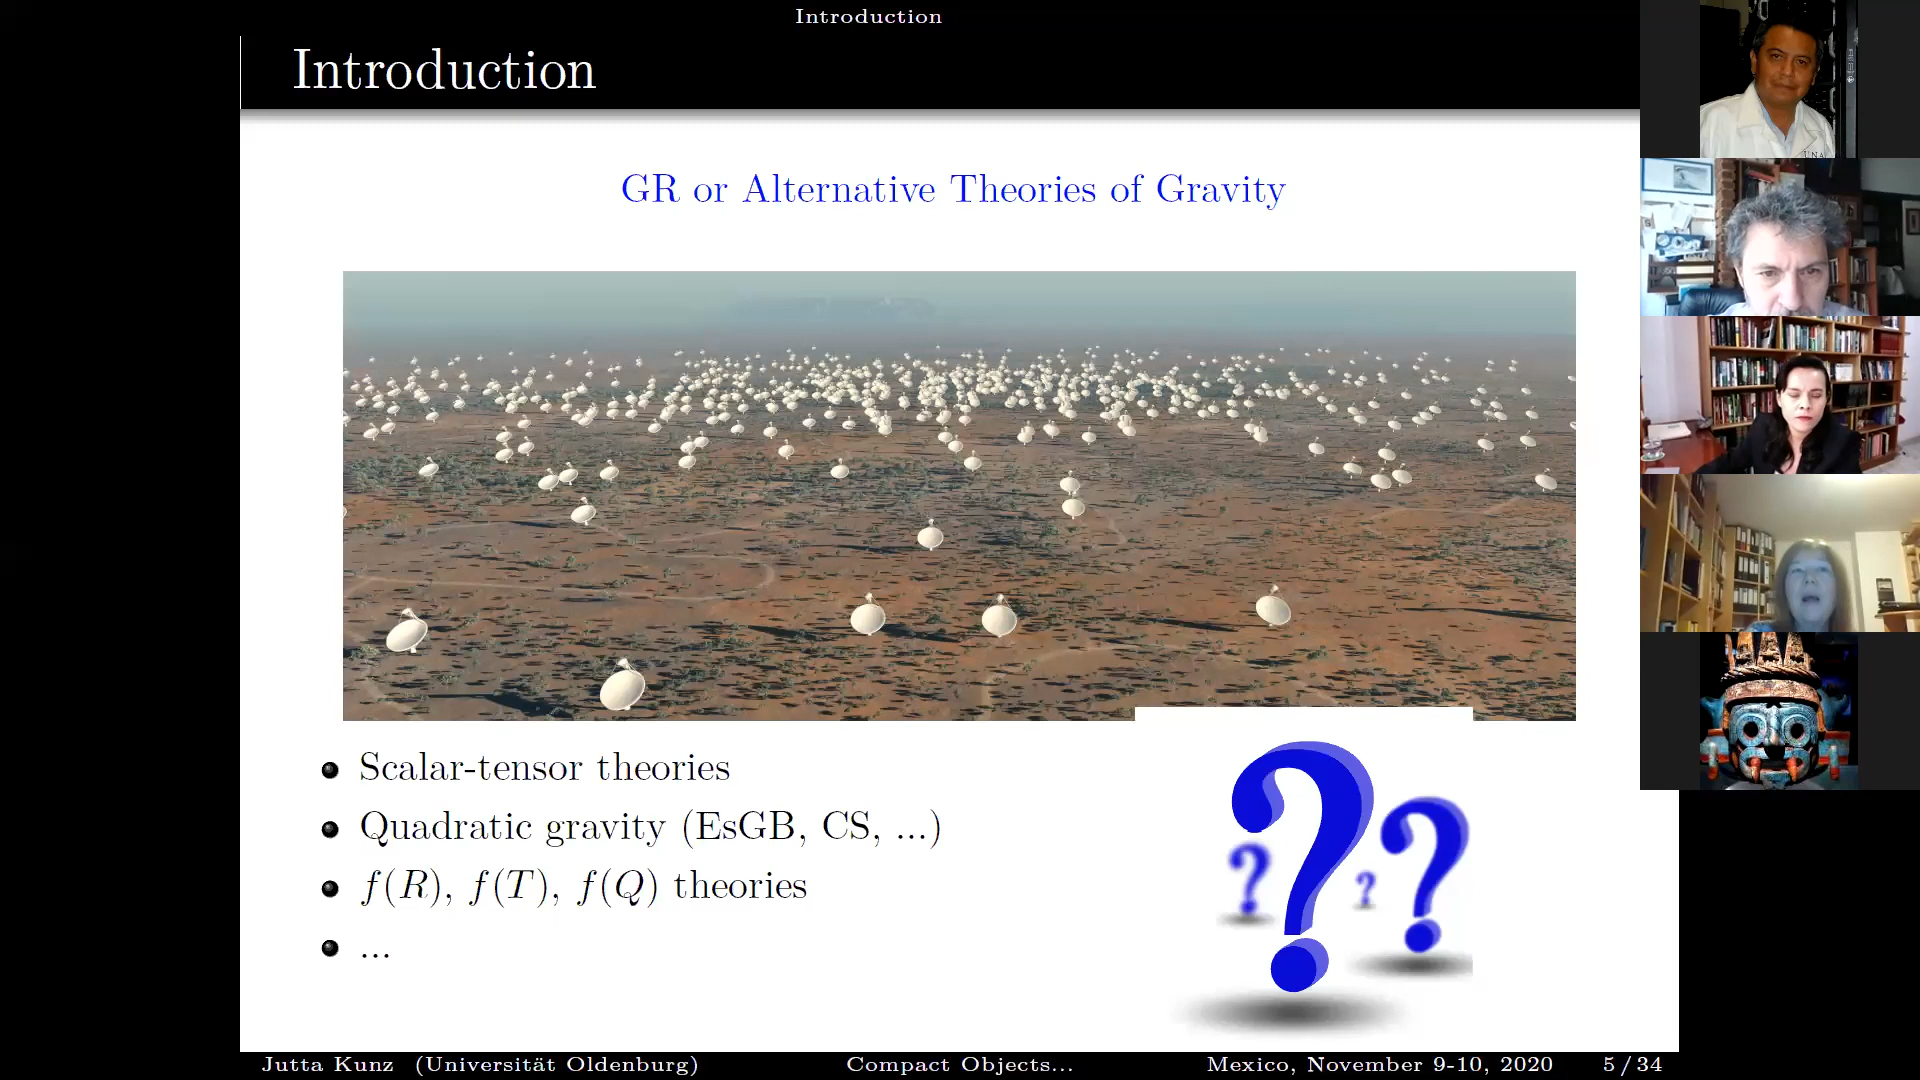 Introduction
Introduction
GR or Alternative Theories of Gravity
Scalar-tensor theories
Quadratic gravity (EsGB, CS, ...)
f(R), f(T), f(Q) theories
...
? ? ? ?
Jutta Kunz (Universität Oldenburg) Compact Objects... Mexico, November 9-10, 2020 5 / 34
UNA